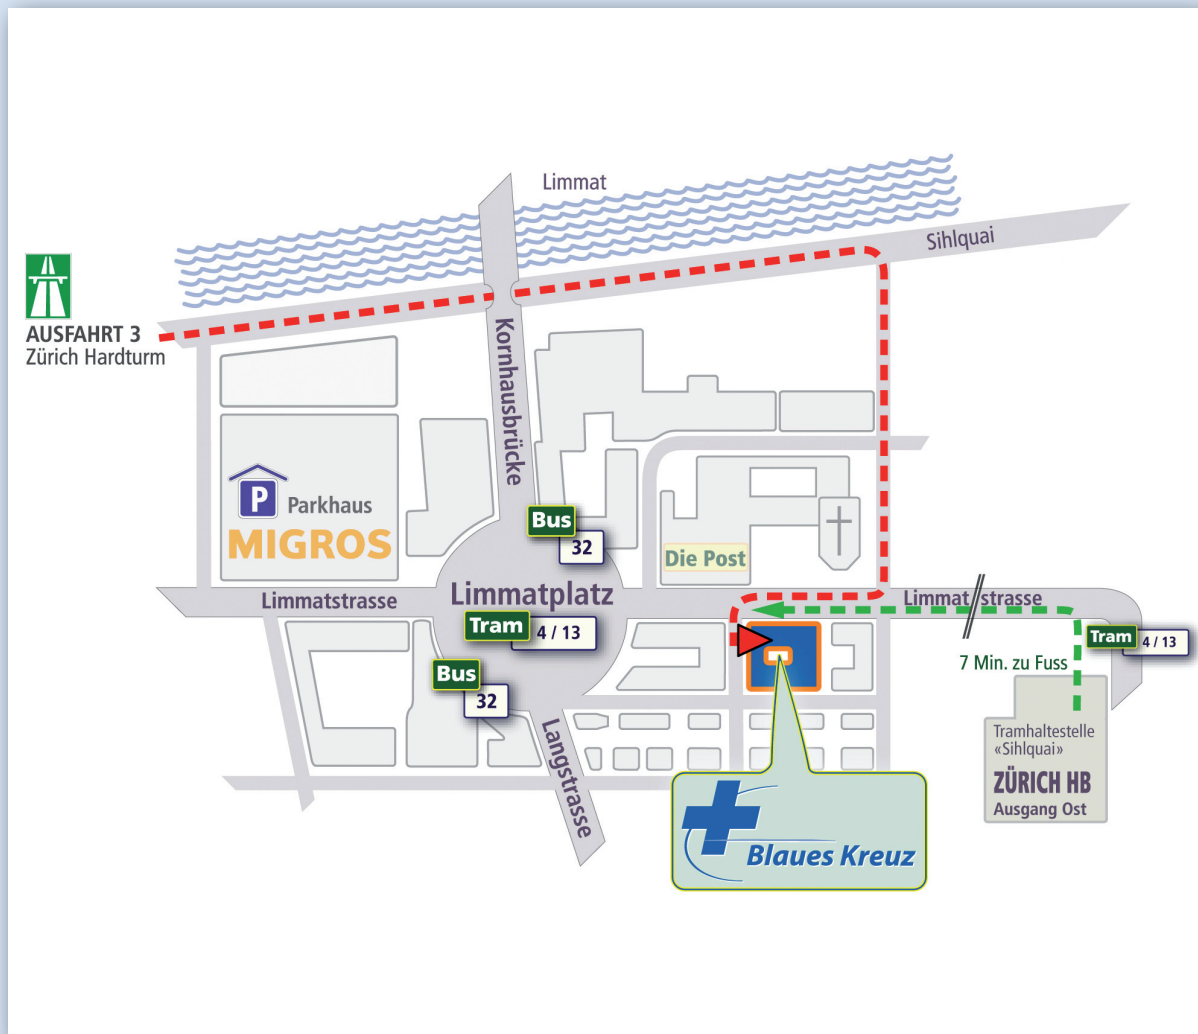 Limmat
Sihlquai
AUSFAHRT 3
Zürich Hardturm
Kornhausbrücke
P
Parkhaus
MIGROS
Bus
32
Die Post
Limmatstrasse
Limmatplatz
Limmatstrasse
Tram
4 / 13
Tram
4 / 13
7 Min. zu Fuss
Bus
32
Langstrasse
Tramhaltestelle
«Sihlquai»
ZÜRICH HB
Ausgang Ost
Blaues Kreuz